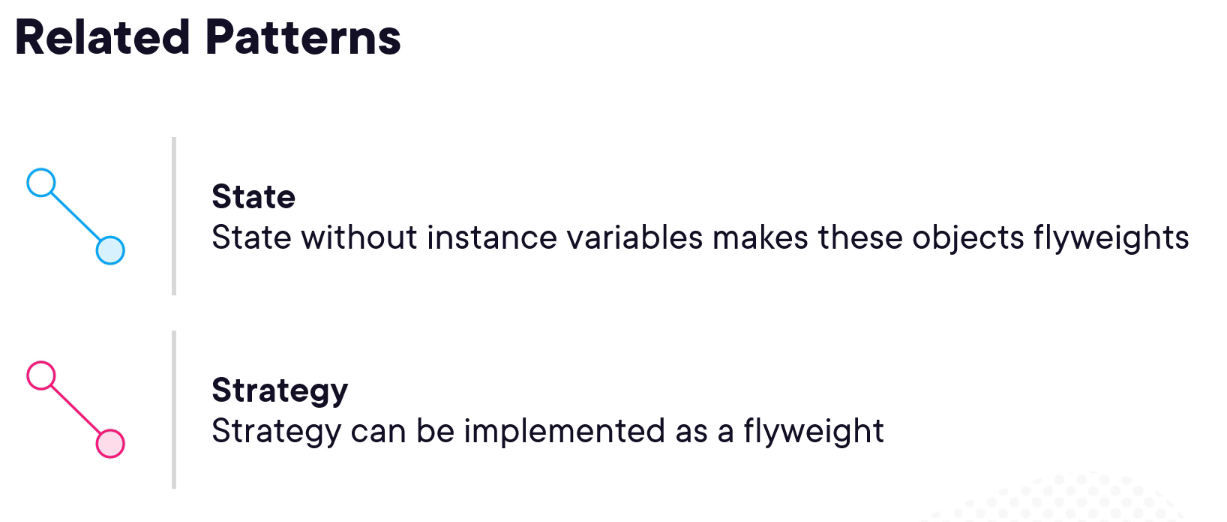 Related Patterns
State
State without instance variables makes these objects flyweights
Strategy
Strategy can be implemented as a flyweight